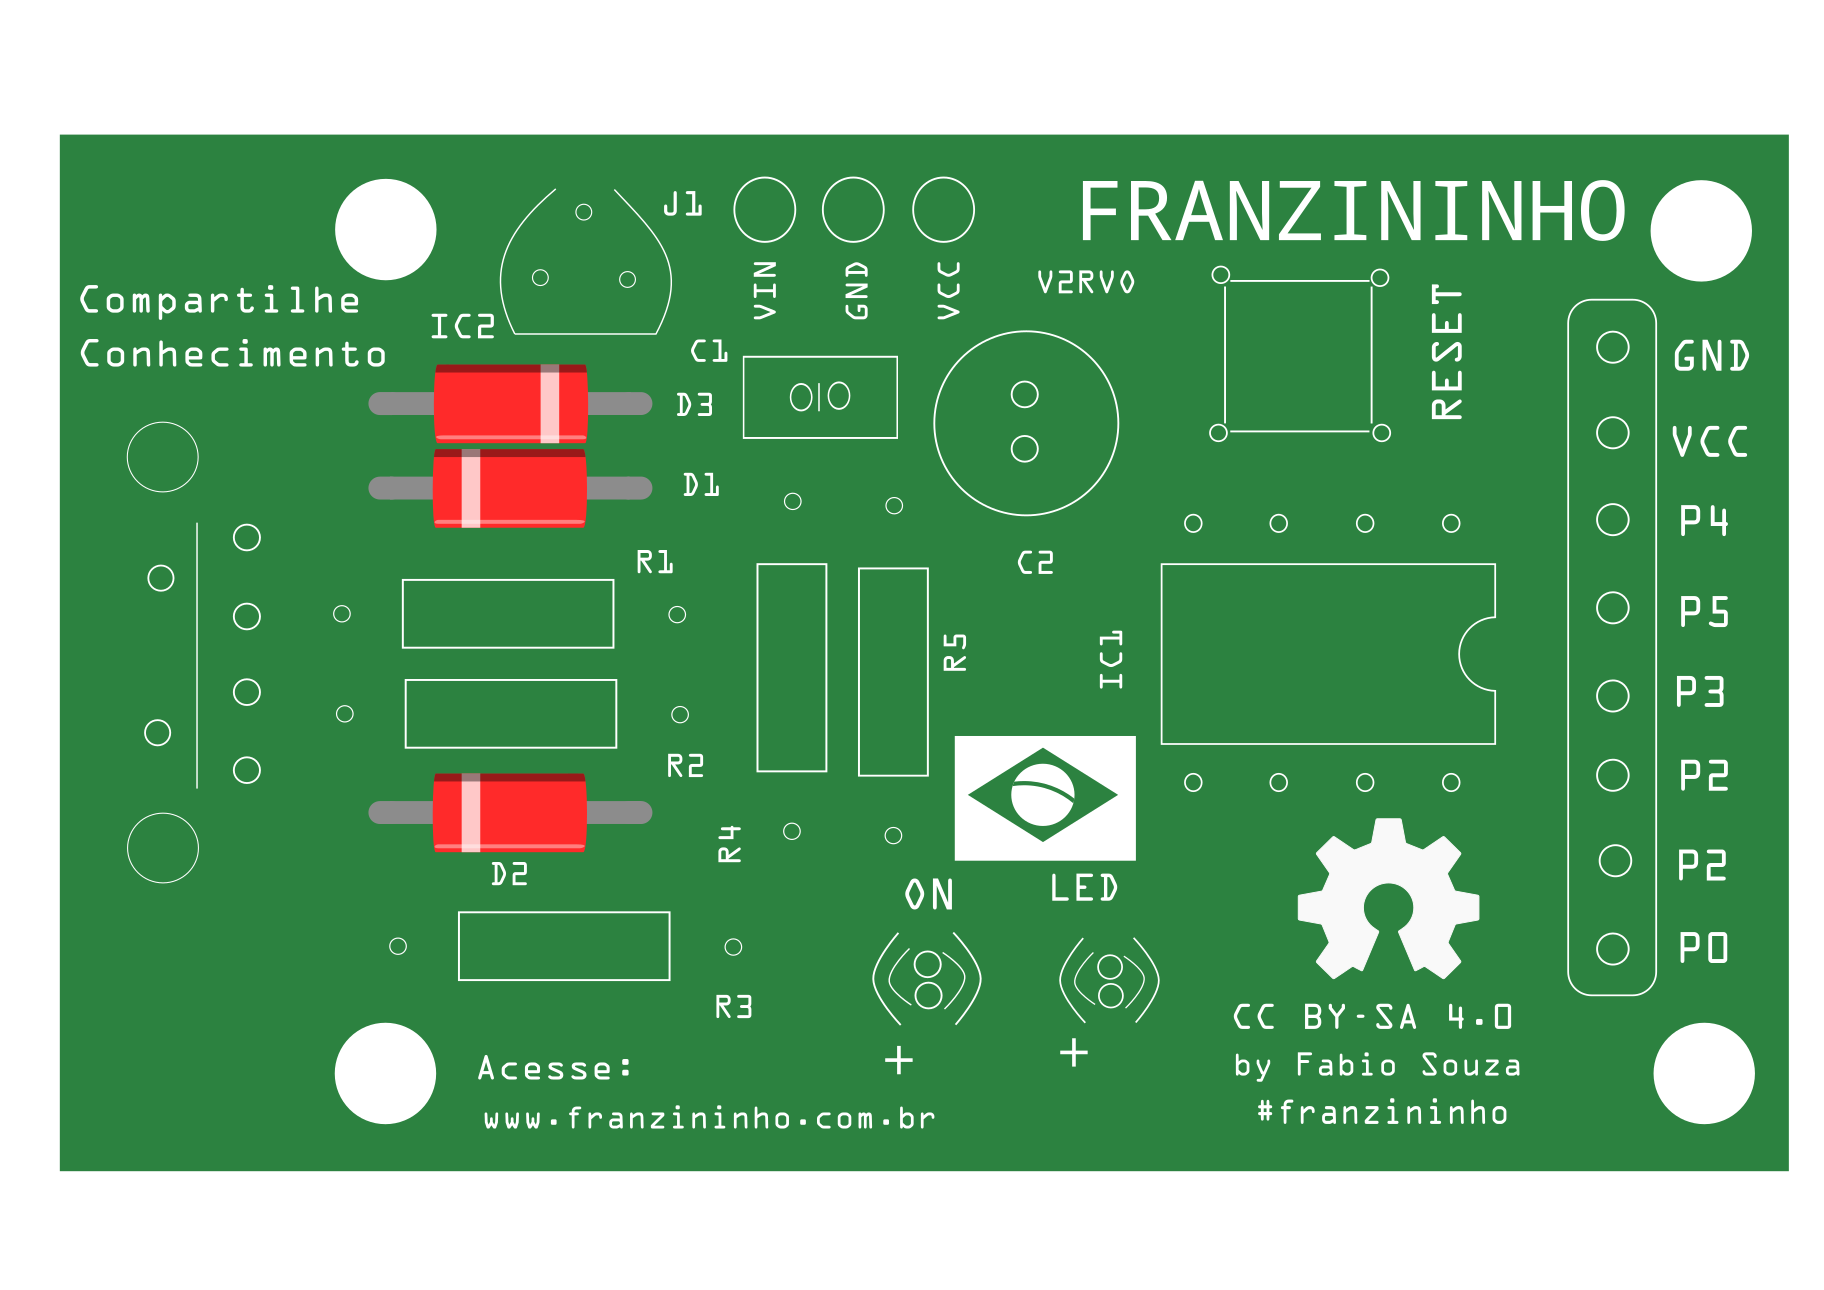 FRANZININHO
J1
VIN
GND
VCC
V2RV0
Compartilhe
Conhecimento
IC2
C1
RESET
D3
D1
GND
VCC
P4
P5
P3
P2
P2
P0
R1
C2
R5
IC1
R2
R4
D2
ON
LED
R3
+
+
CC BY-SA 4.0
by Fabio Souza
#franzininho
Acesse:
www.franzininho.com.br